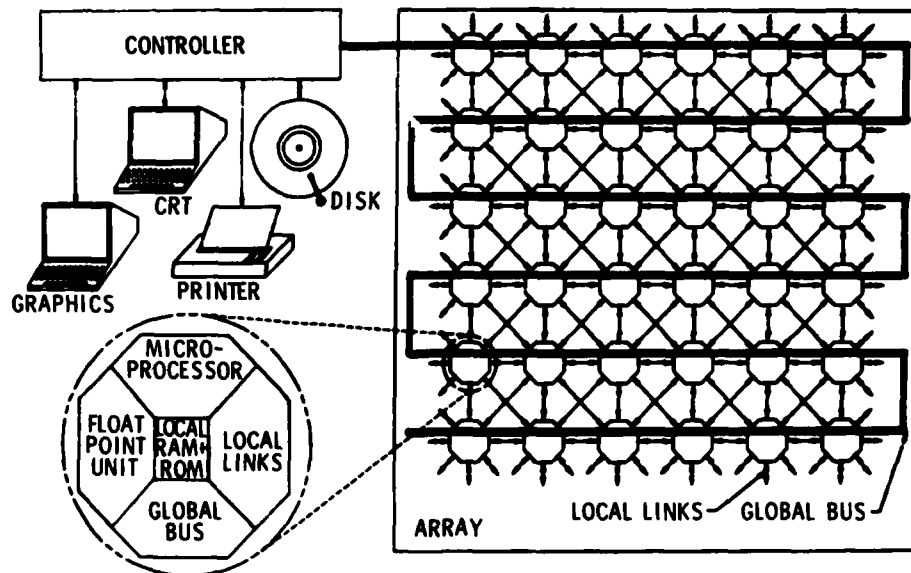 CONTROLLER
CRT
DISK
GRAPHICS
PRINTER
MICRO-
PROCESSOR
FLOAT
POINT
UNIT
LOCAL
RAM+
ROM
LOCAL
LINKS
GLOBAL
BUS
ARRAY
LOCAL LINKS
GLOBAL BUS